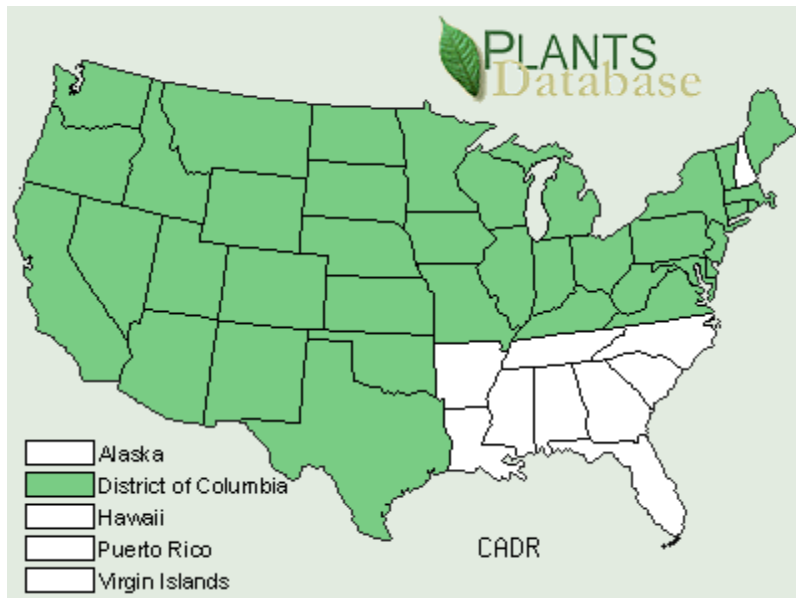 PLANTS
Database
Alaska
District of Columbia
Hawaii
Puerto Rico
Virgin Islands
CADR